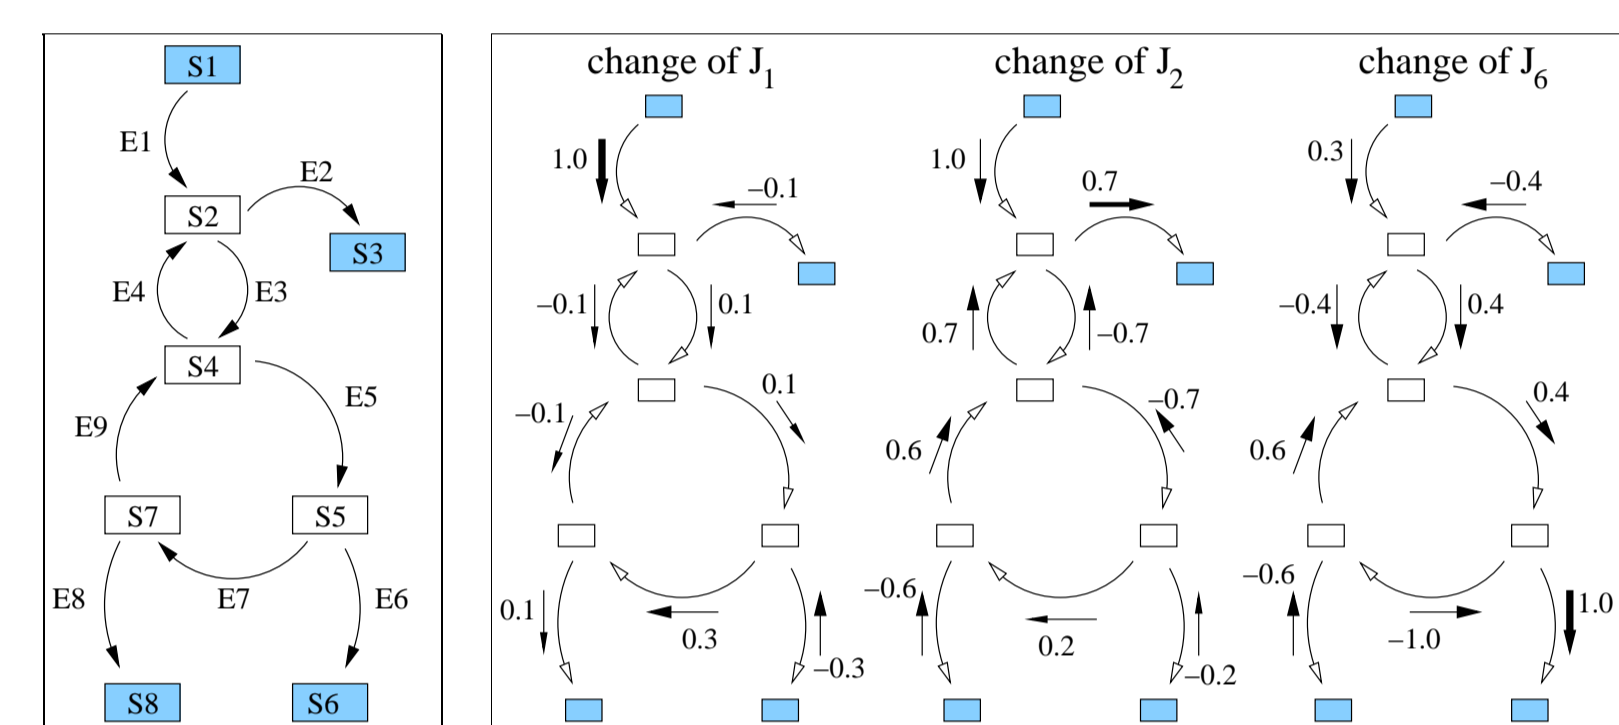 S1
E1
E2
S2
S3
E4
E3
S4
E5
E9
S7
S5
E8
E7
E6
S8
S6
change of J1
1.0
–0.1
–0.1
0.1
0.1
–0.1
0.1
0.3
–0.3
change of J2
1.0
0.7
0.7
–0.7
–0.7
0.6
–0.6
0.2
–0.2
change of J6
0.3
–0.4
–0.4
0.4
0.4
0.6
–0.6
1.0
–1.0